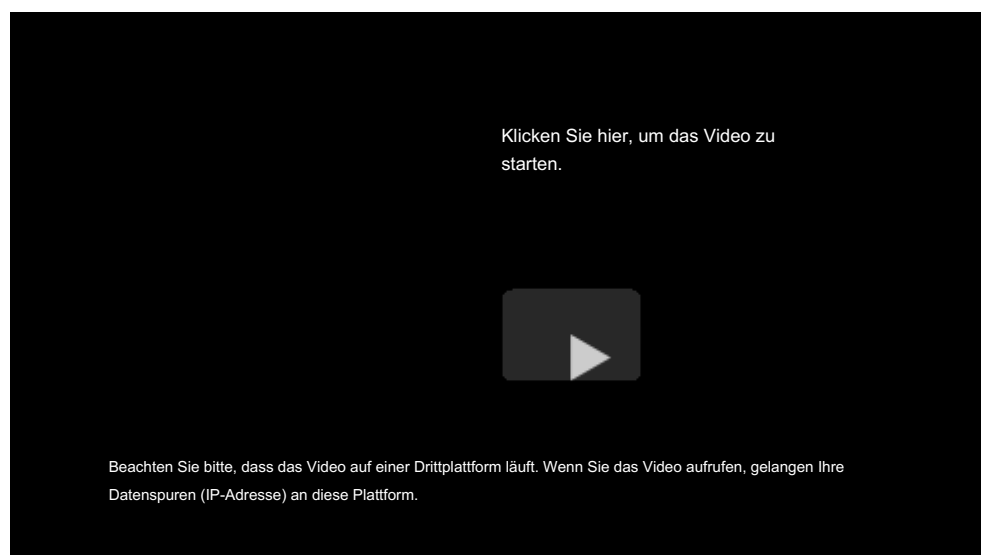 Klicken Sie hier, um das Video zu
starten.
Beachten Sie bitte, dass das Video auf einer Drittplattform läuft. Wenn Sie das Video aufrufen, gelangen Ihre
Datenspuren (IP-Adresse) an diese Plattform.